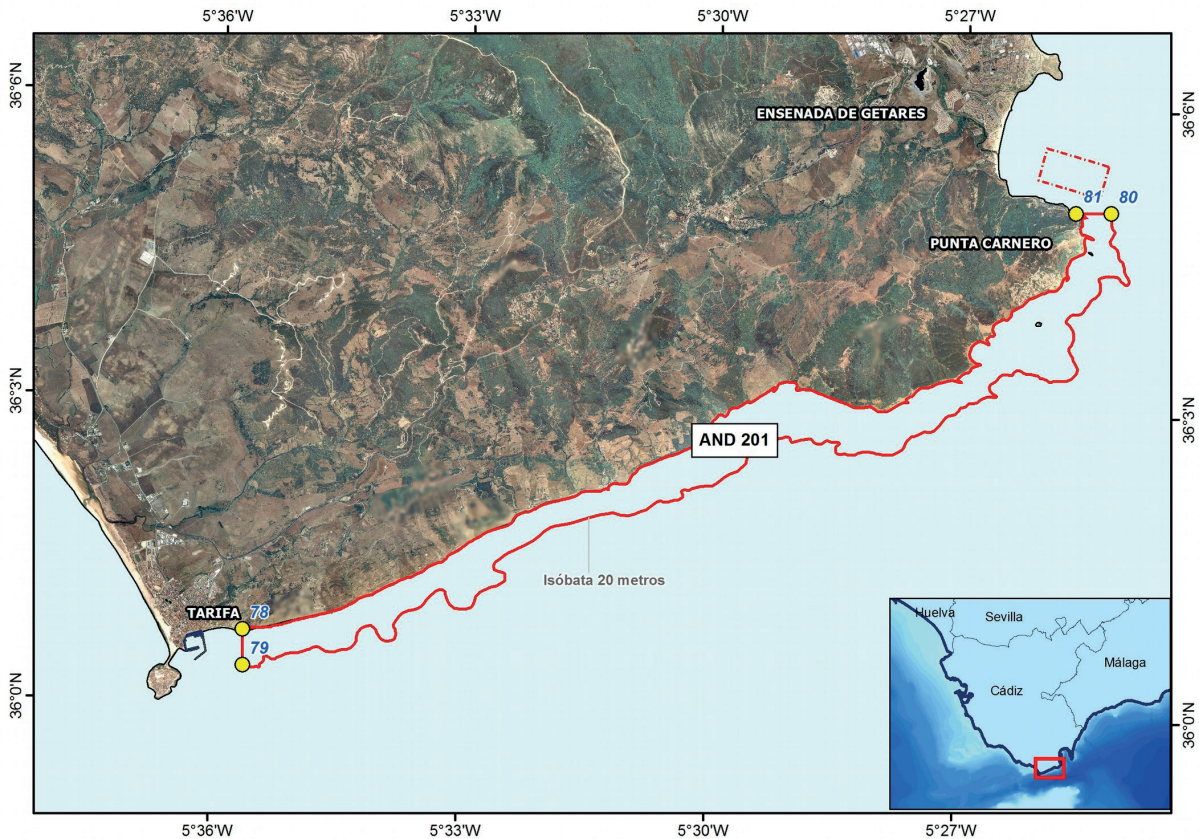 5°36'W
5°33'W
5°30'W
5°27'W
36°6'N
36°6'N
ENSENADA DE GETARES
81
80
PUNTA CARNERO
36°3'N
36°3'N
AND 201
Isóbata 20 metros
TARIFA
78
79
36°0'N
36°0'N
Huelva
Sevilla
Málaga
Cádiz
5°36'W
5°33'W
5°30'W
5°27'W